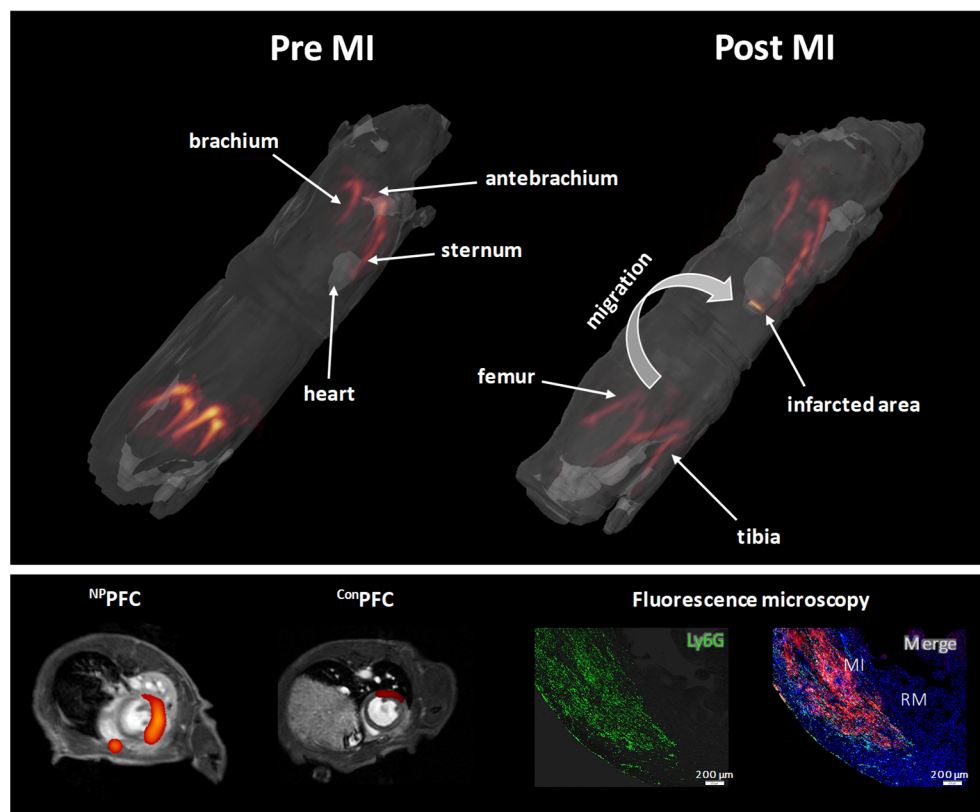 Pre MI
Post MI
brachium
antebrachium
sternum
migration
heart
femur
infarcted area
tibia
NPPFC
ConPFC
Fluorescence microscopy
Ly6G
Merge
MI
RM
200 µm
200 µm